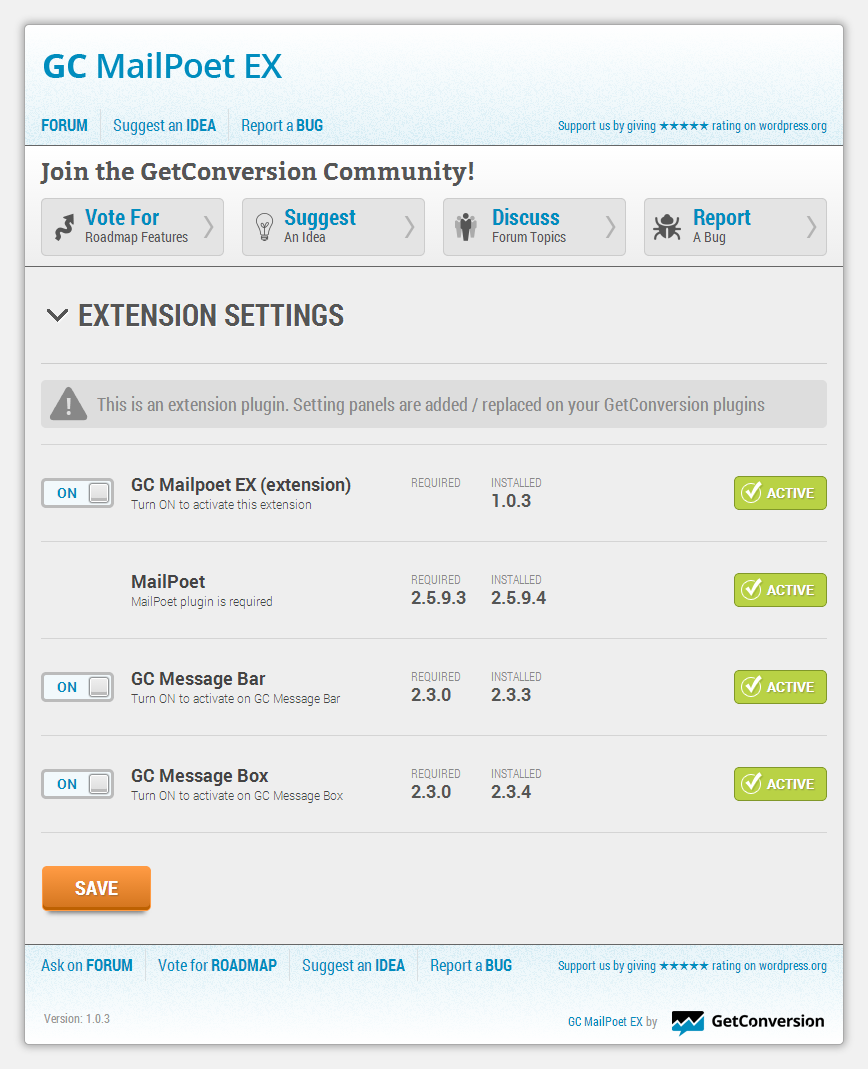 GC MailPoet EX
FORUM Suggest an IDEA Report a BUG Support us by giving ★★★★★ rating on wordpress.org
Join the GetConversion Community!
Vote For
Roadmap Features
Suggest
An Idea
Discuss
Forum Topics
Report
A Bug
EXTENSION SETTINGS
This is an extension plugin. Setting panels are added / replaced on your GetConversion plugins
ON
GC Mailpoet EX (extension)
Turn ON to activate this extension
REQUIRED
INSTALLED
1.0.3
ACTIVE
MailPoet
MailPoet plugin is required
REQUIRED
2.5.9.3
INSTALLED
2.5.9.4
ACTIVE
ON
GC Message Bar
Turn ON to activate on GC Message Bar
REQUIRED
2.3.0
INSTALLED
2.3.3
ACTIVE
ON
GC Message Box
Turn ON to activate on GC Message Box
REQUIRED
2.3.0
INSTALLED
2.3.4
ACTIVE
SAVE
Ask on FORUM Vote for ROADMAP Suggest an IDEA Report a BUG Support us by giving ★★★★★ rating on wordpress.org
Version: 1.0.3
GC MailPoet EX by GetConversion